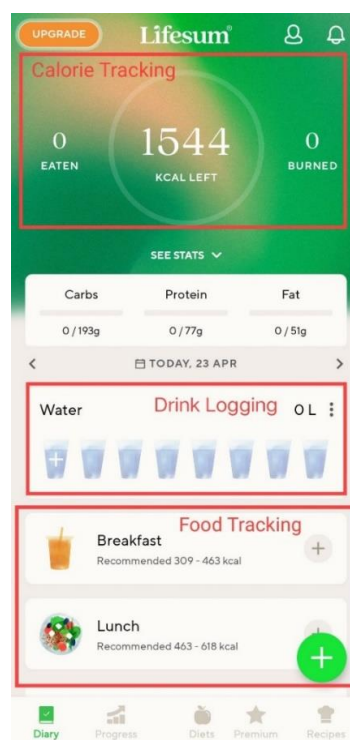 UPGRADE
Lifesum®
Calorie Tracking
0
EATEN
1544
KCAL LEFT
0
BURNED
SEE STATS
Carbs
Protein
Fat
0 / 193g
0 / 77g
0 / 51g
TODAY, 23 APR
Water
Drink Logging
0 L
Food Tracking
Breakfast
Recommended 309 - 463 kcal
Lunch
Recommended 463 - 618 kcal
Diary
Progress
Diets
Premium
Recipes